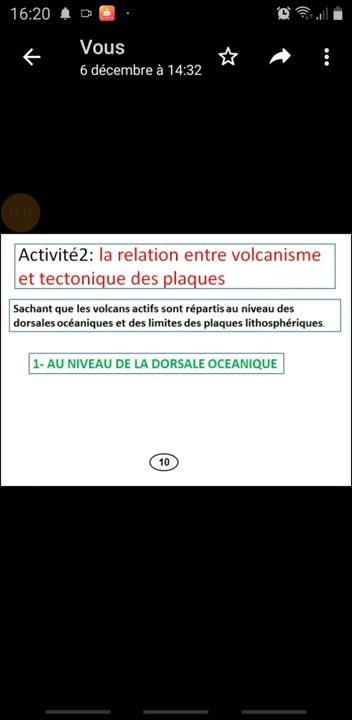 16:20
Vous
6 décembre à 14:32
11:11
Activité2: la relation entre volcanisme
et tectonique des plaques
Sachant que les volcans actifs sont répartis au niveau des
dorsales océaniques et des limites des plaques lithosphériques.
1- AU NIVEAU DE LA DORSALE OCEANIQUE
10